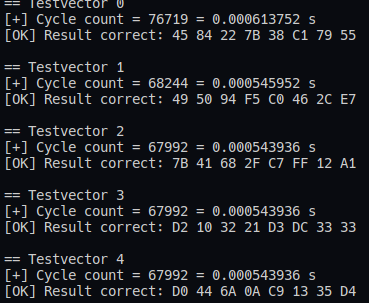 == Testvector 0
[+] Cycle count = 76719 = 0.000613752 s
[OK] Result correct: 45 84 22 7B 38 C1 79 55
== Testvector 1
[+] Cycle count = 68244 = 0.000545952 s
[OK] Result correct: 49 50 94 F5 C0 46 2C E7
== Testvector 2
[+] Cycle count = 67992 = 0.000543936 s
[OK] Result correct: 7B 41 68 2F C7 FF 12 A1
== Testvector 3
[+] Cycle count = 67992 = 0.000543936 s
[OK] Result correct: D2 10 32 21 D3 DC 33 33
== Testvector 4
[+] Cycle count = 67992 = 0.000543936 s
[OK] Result correct: D0 44 6A 0A C9 13 35 D4